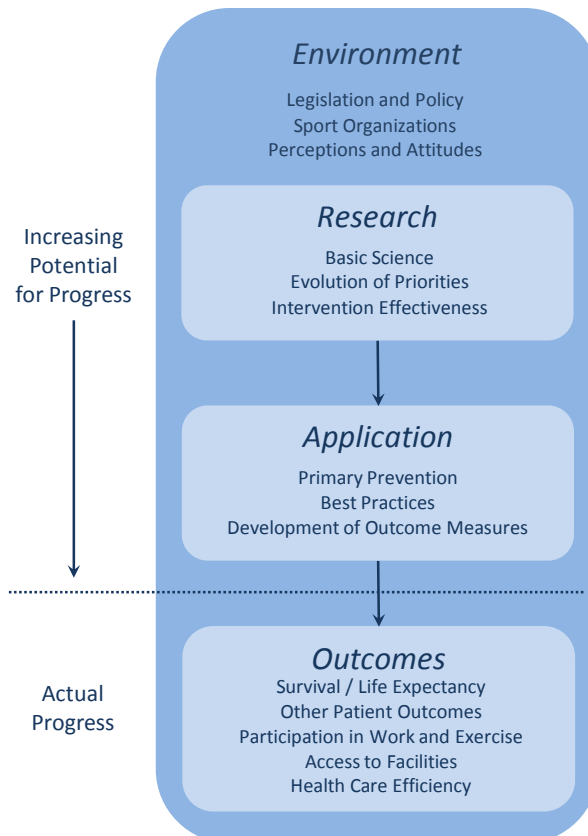 Environment
Legislation and Policy
Sport Organizations
Perceptions and Attitudes
Research
Basic Science
Evolution of Priorities
Intervention Effectiveness
Increasing
Potential
for Progress
Application
Primary Prevention
Best Practices
Development of Outcome Measures
Outcomes
Survival / Life Expectancy
Other Patient Outcomes
Participation in Work and Exercise
Access to Facilities
Health Care Efficiency
Actual
Progress